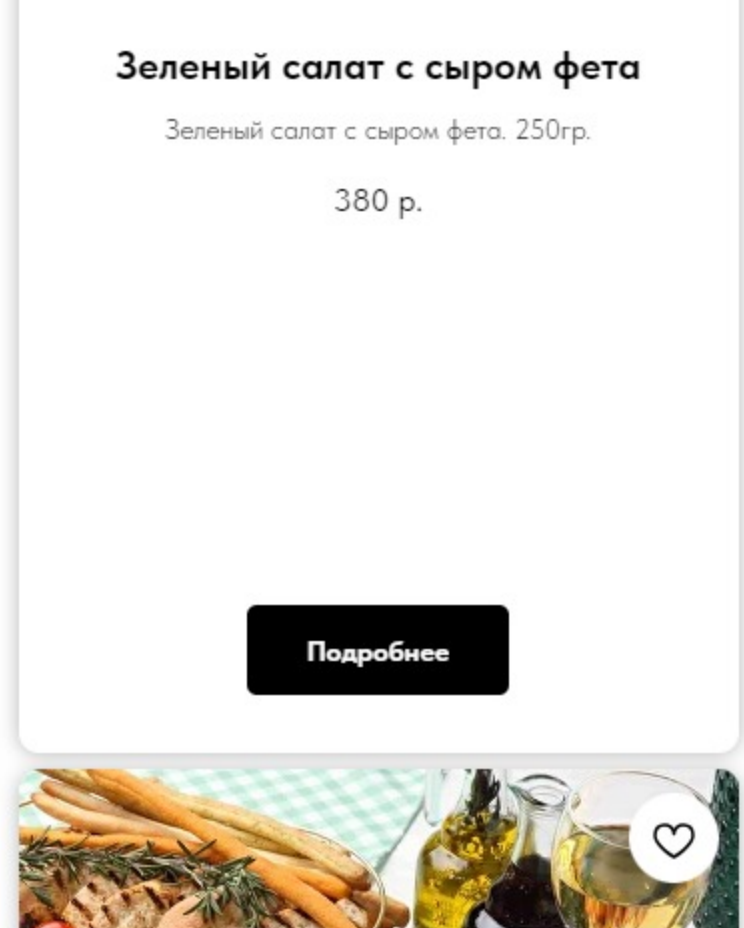 Зеленый салат с сыром фета
Зеленый салат с сыром фета. 250гр.
380 р.
Подробнее